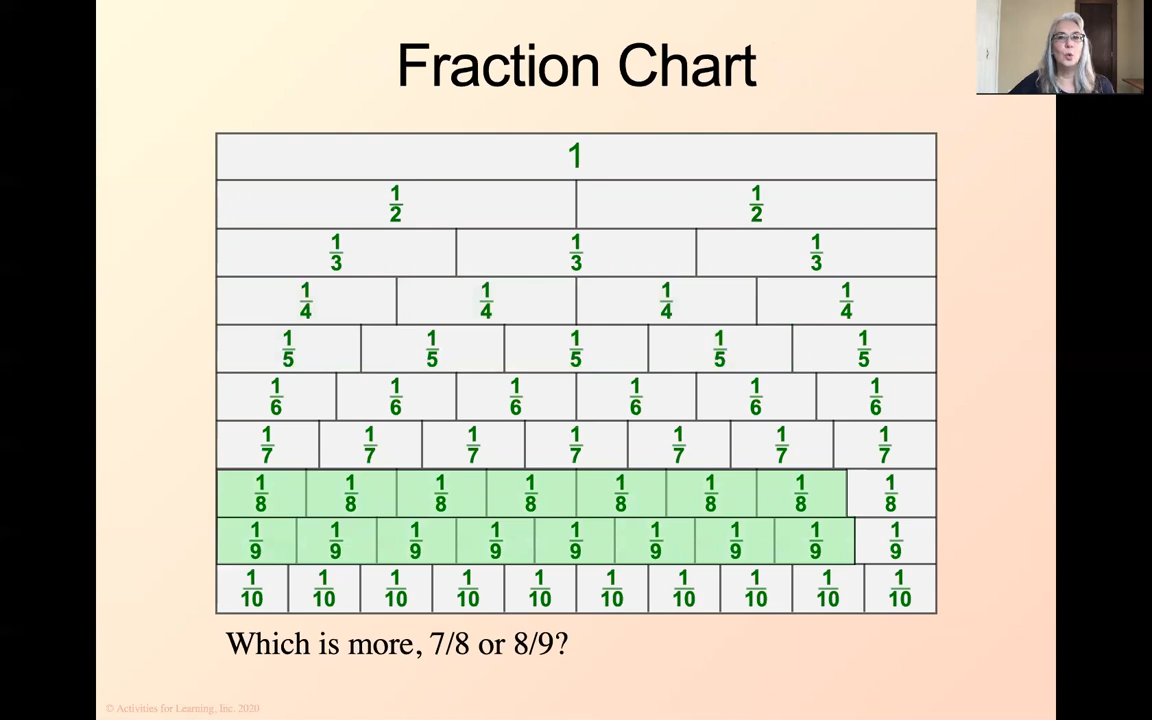 Fraction Chart
1
1/2 1/2
1/3 1/3 1/3
1/4 1/4 1/4 1/4
1/5 1/5 1/5 1/5 1/5
1/6 1/6 1/6 1/6 1/6 1/6
1/7 1/7 1/7 1/7 1/7 1/7 1/7
1/8 1/8 1/8 1/8 1/8 1/8 1/8 1/8
1/9 1/9 1/9 1/9 1/9 1/9 1/9 1/9 1/9
1/10 1/10 1/10 1/10 1/10 1/10 1/10 1/10 1/10 1/10
Which is more, 7/8 or 8/9?
© Activities for Learning, Inc. 2020